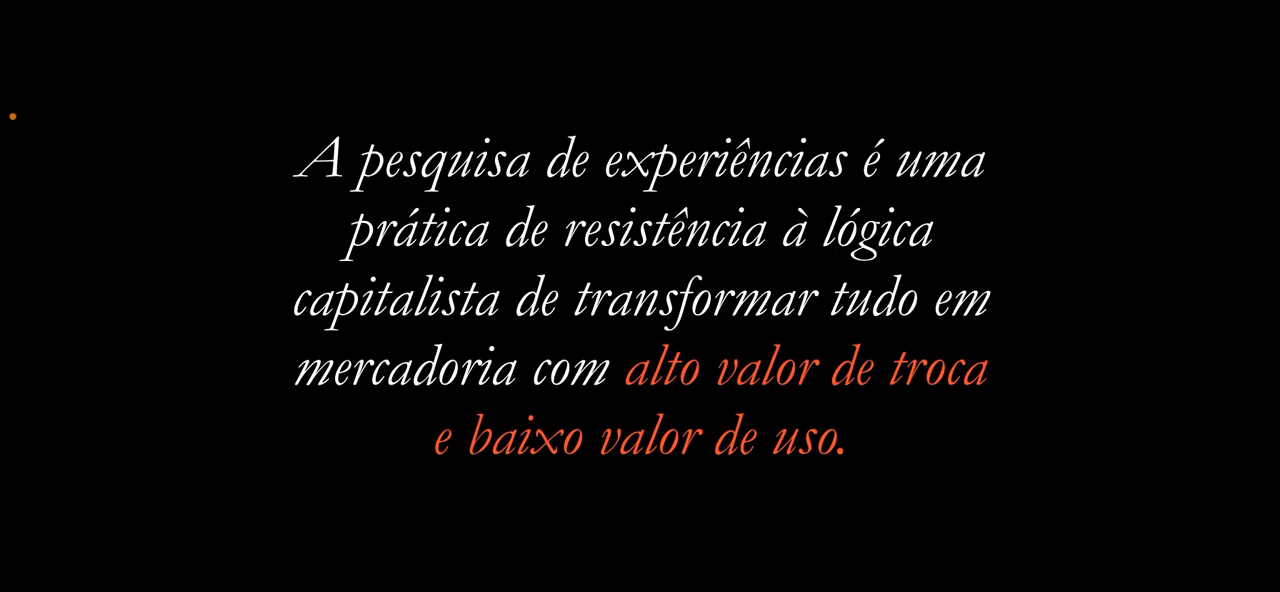 A pesquisa de experiências é uma
prática de resistência à lógica
capitalista de transformar tudo em
mercadoria com alto valor de troca
e baixo valor de uso.